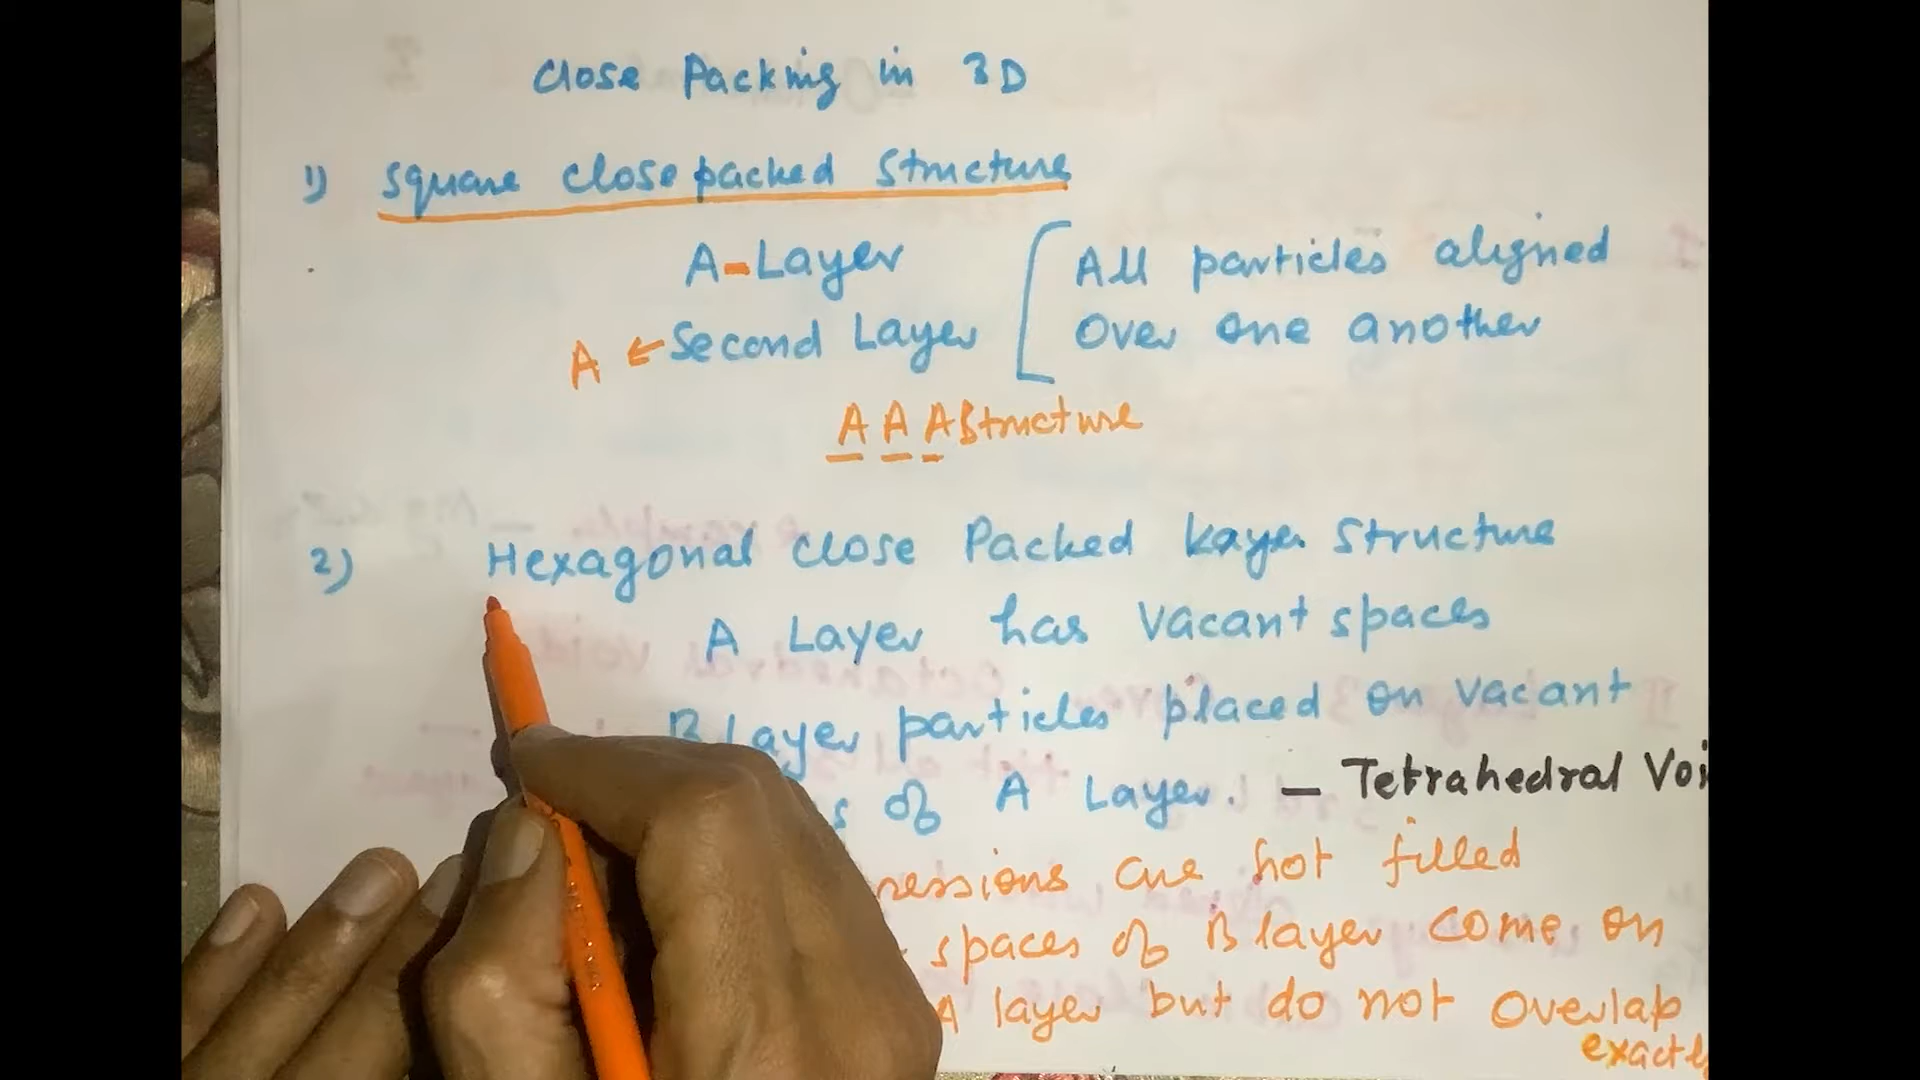 Close Packing in 3D
1) Square close packed Structure
A-Layer
All particles aligned
A ← Second Layer
Over one another
A A A Structure
2) Hexagonal close Packed Structure
A Layer has vacant spaces
B Layer particles placed on vacant
of A Layer. — Tetrahedral
are not filled
spaces of B layer come on
A layer but do not overlap